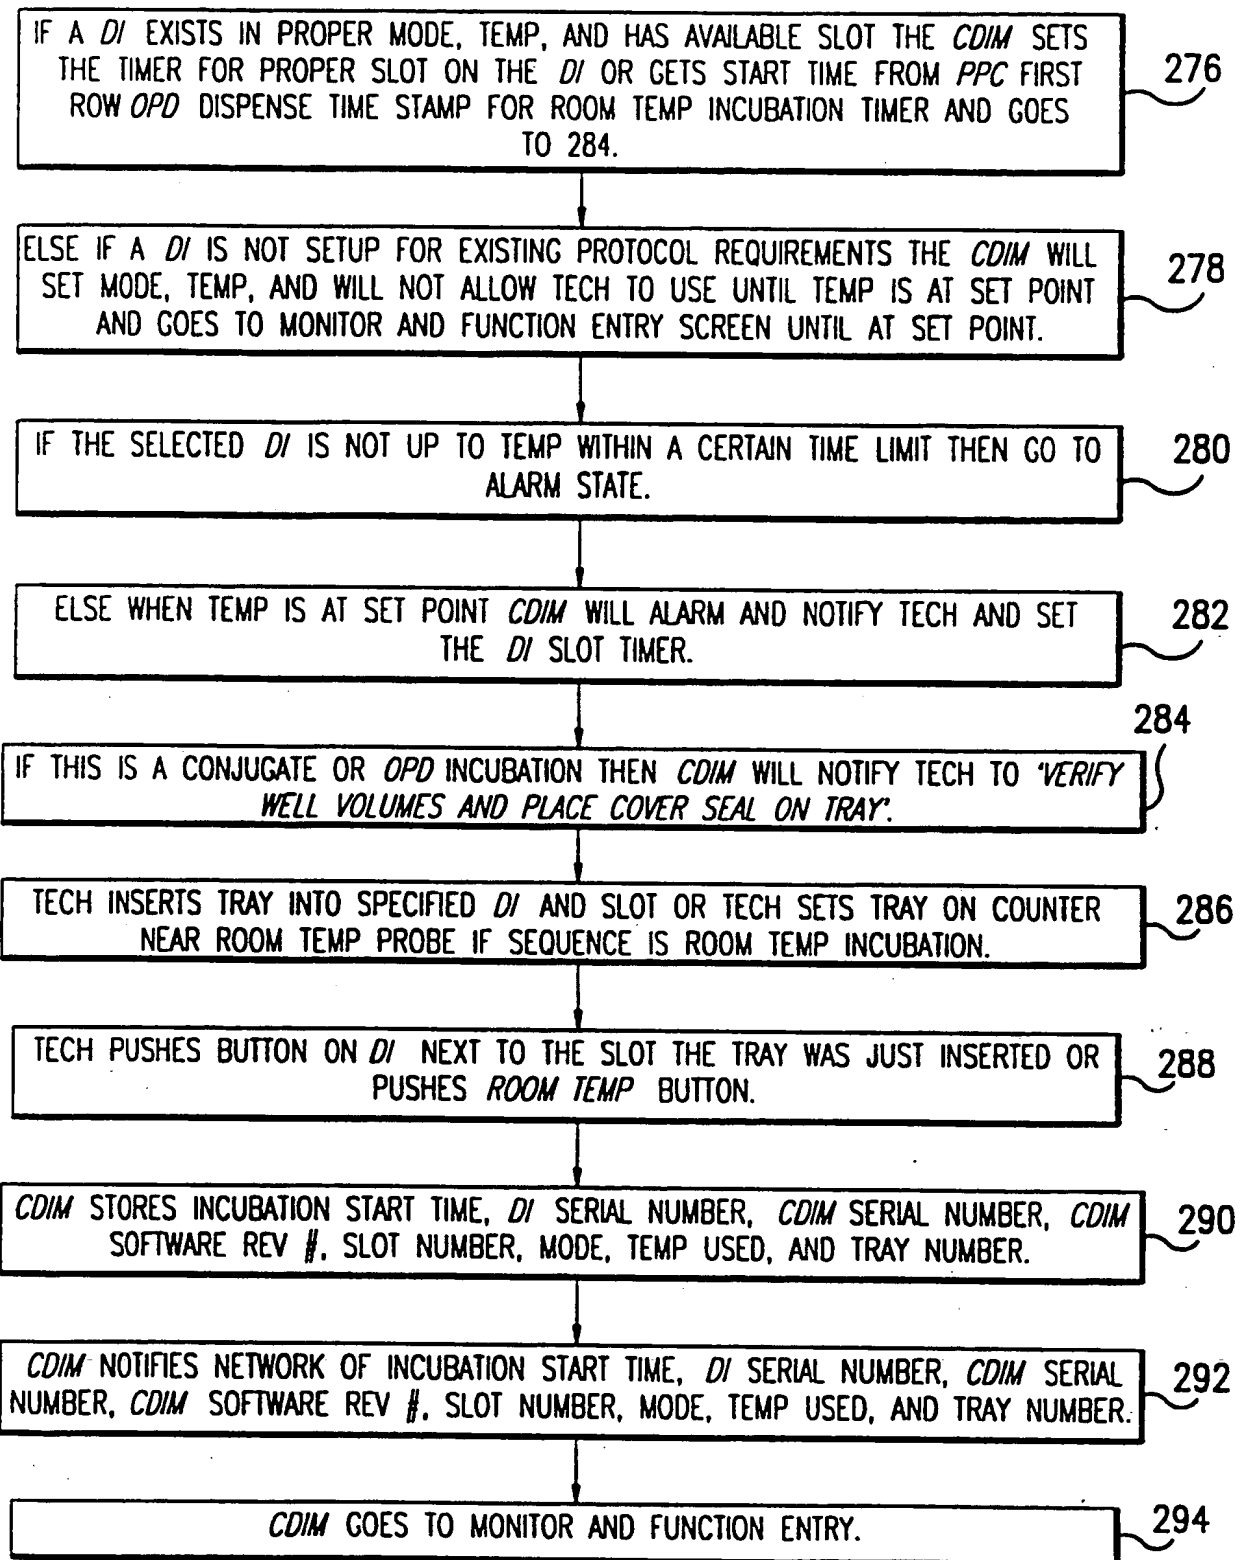 IF A DI EXISTS IN PROPER MODE, TEMP, AND HAS AVAILABLE SLOT THE CDIM SETS
THE TIMER FOR PROPER SLOT ON THE DI OR GETS START TIME FROM PPC FIRST
ROW OPD DISPENSE TIME STAMP FOR ROOM TEMP INCUBATION TIMER AND GOES
TO 284.
276
ELSE IF A DI IS NOT SETUP FOR EXISTING PROTOCOL REQUIREMENTS THE CDIM WILL
SET MODE, TEMP, AND WILL NOT ALLOW TECH TO USE UNTIL TEMP IS AT SET POINT
AND GOES TO MONITOR AND FUNCTION ENTRY SCREEN UNTIL AT SET POINT.
278
IF THE SELECTED DI IS NOT UP TO TEMP WITHIN A CERTAIN TIME LIMIT THEN GO TO
ALARM STATE.
280
ELSE WHEN TEMP IS AT SET POINT CDIM WILL ALARM AND NOTIFY TECH AND SET
THE DI SLOT TIMER.
282
284
IF THIS IS A CONJUGATE OR OPD INCUBATION THEN CDIM WILL NOTIFY TECH TO 'VERIFY
WELL VOLUMES AND PLACE COVER SEAL ON TRAY'.
TECH INSERTS TRAY INTO SPECIFIED DI AND SLOT OR TECH SETS TRAY ON COUNTER
NEAR ROOM TEMP PROBE IF SEQUENCE IS ROOM TEMP INCUBATION.
286
TECH PUSHES BUTTON ON DI NEXT TO THE SLOT THE TRAY WAS JUST INSERTED OR
PUSHES ROOM TEMP BUTTON.
288
CDIM STORES INCUBATION START TIME, DI SERIAL NUMBER, CDIM SERIAL NUMBER, CDIM
SOFTWARE REV #, SLOT NUMBER, MODE, TEMP USED, AND TRAY NUMBER.
290
CDIM NOTIFIES NETWORK OF INCUBATION START TIME, DI SERIAL NUMBER, CDIM SERIAL
NUMBER, CDIM SOFTWARE REV #, SLOT NUMBER, MODE, TEMP USED, AND TRAY NUMBER.
292
CDIM GOES TO MONITOR AND FUNCTION ENTRY.
294